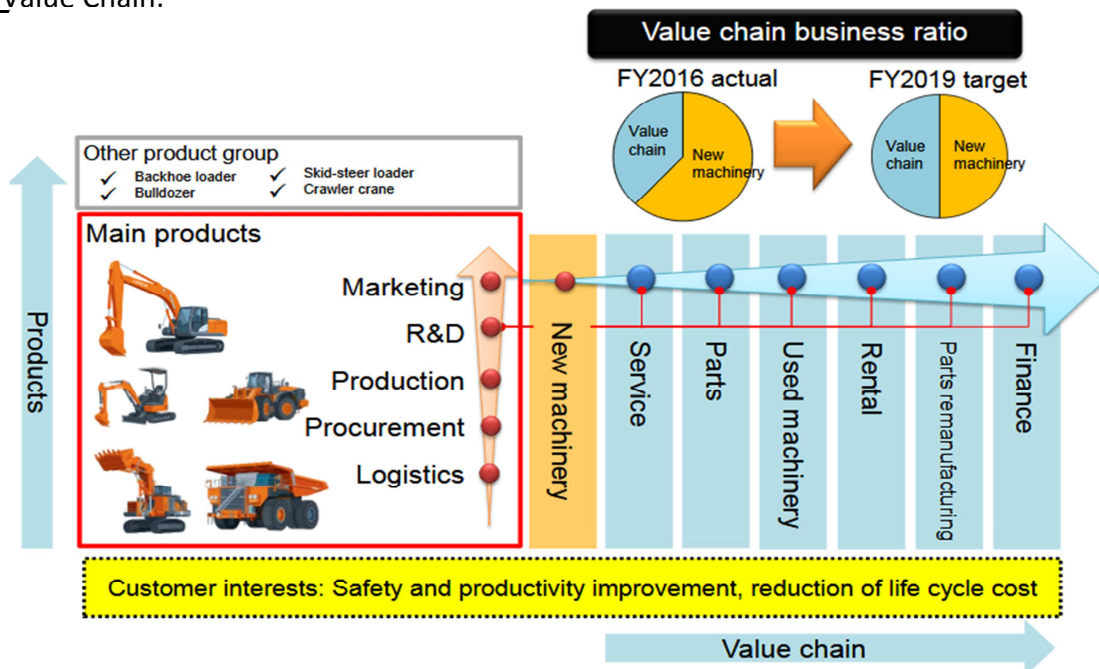 Value Chain.
Value chain business ratio
FY2016 actual
FY2019 target
Value
chain
New
machinery
Value
chain
New
machinery
Other product group
✓ Backhoe loader
✓ Skid-steer loader
✓ Bulldozer
✓ Crawler crane
Main products
Products
Marketing
R&D
Production
Procurement
Logistics
New machinery
Service
Parts
Used machinery
Rental
Parts remanufacturing
Finance
Customer interests: Safety and productivity improvement, reduction of life cycle cost
Value chain